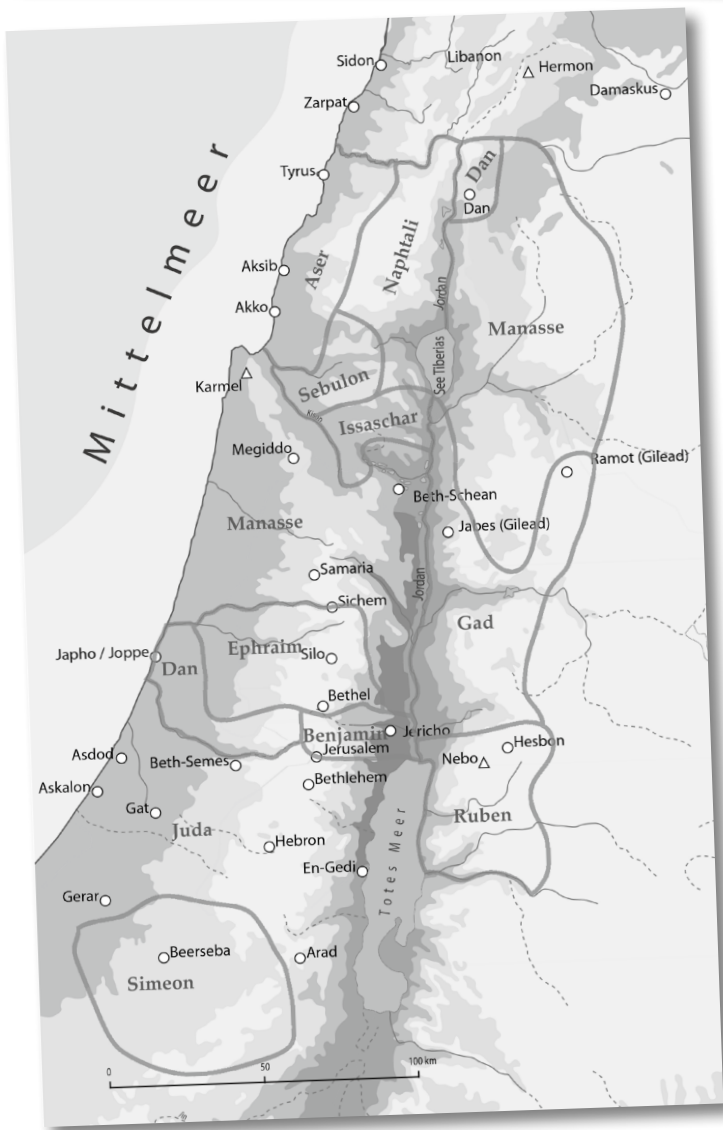 Sidon
Libanon
Hermon
Damaskus
Zarpat
Tyrus
Dan
Dan
Mittelmeer
Aser
Naphtali
Aksib
Jordan
Akko
Manasse
See Tiberias
Karmel
Sebulon
Kison
Issaschar
Megiddo
Ramot (Gilead)
Beth-Schean
Manasse
Jabes (Gilead)
Samaria
Jordan
Sichem
Gad
Japho / Joppe
Dan
Ephraim
Silo
Bethel
Benjamin
Jericho
Jerusalem
Hesbon
Asdod
Beth-Semes
Nebo
Askalon
Bethlehem
Gat
Juda
Ruben
Totes Meer
Hebron
En-Gedi
Gerar
Beerseba
Arad
Simeon
0 50 100 km